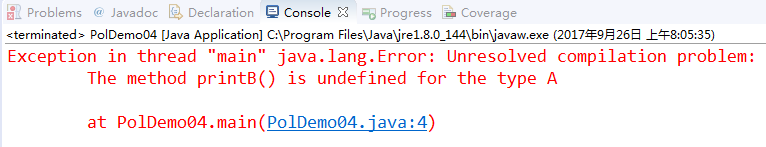 Problems @ Javadoc Declaration Console Progress Coverage
<terminated> PolDemo04 [Java Application] C:\Program Files\Java\jre1.8.0_144\bin\javaw.exe (2017年9月26日 上午8:05:35)
Exception in thread "main" java.lang.Error: Unresolved compilation problem:
The method printB() is undefined for the type A
at PolDemo04.main(PolDemo04.java:4)